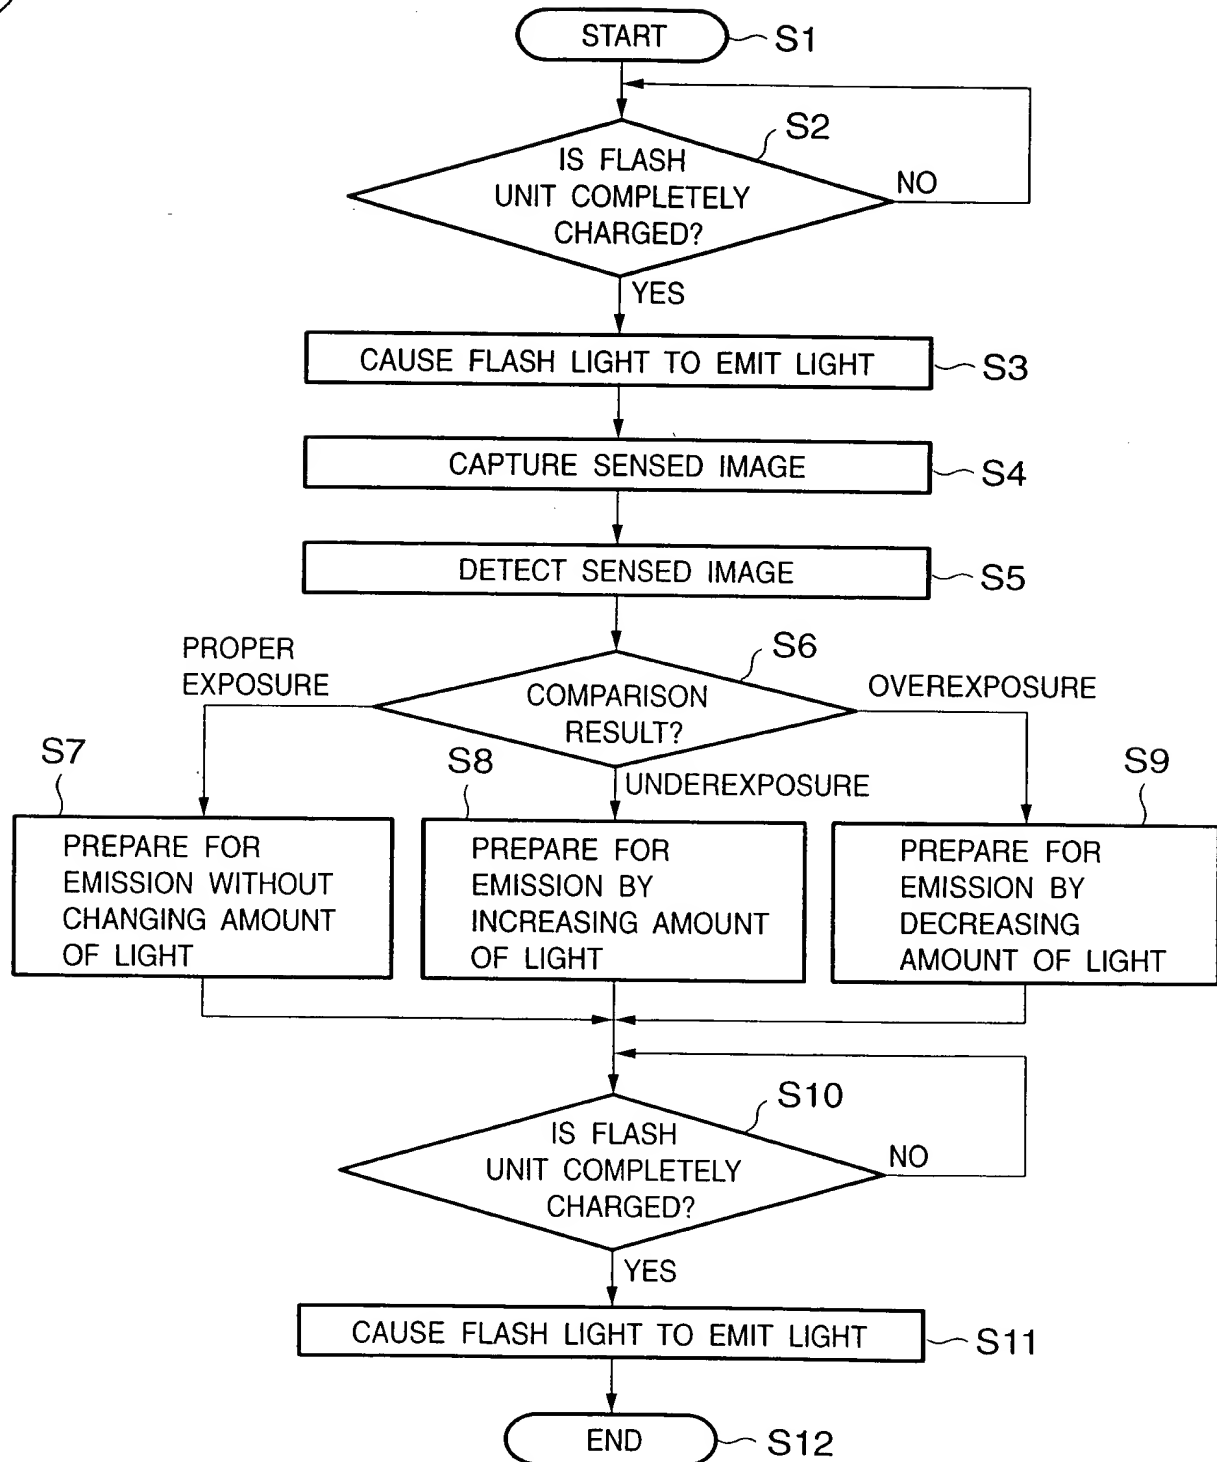 START
S1
S2
IS FLASH
UNIT COMPLETELY
CHARGED?
NO
YES
CAUSE FLASH LIGHT TO EMIT LIGHT
S3
CAPTURE SENSED IMAGE
S4
DETECT SENSED IMAGE
S5
S6
COMPARISON
RESULT?
PROPER
EXPOSURE
OVEREXPOSURE
UNDEREXPOSURE
S7
PREPARE FOR
EMISSION WITHOUT
CHANGING AMOUNT
OF LIGHT
S8
PREPARE FOR
EMISSION BY
INCREASING AMOUNT
OF LIGHT
S9
PREPARE FOR
EMISSION BY
DECREASING
AMOUNT OF LIGHT
S10
IS FLASH
UNIT COMPLETELY
CHARGED?
NO
YES
CAUSE FLASH LIGHT TO EMIT LIGHT
S11
END
S12